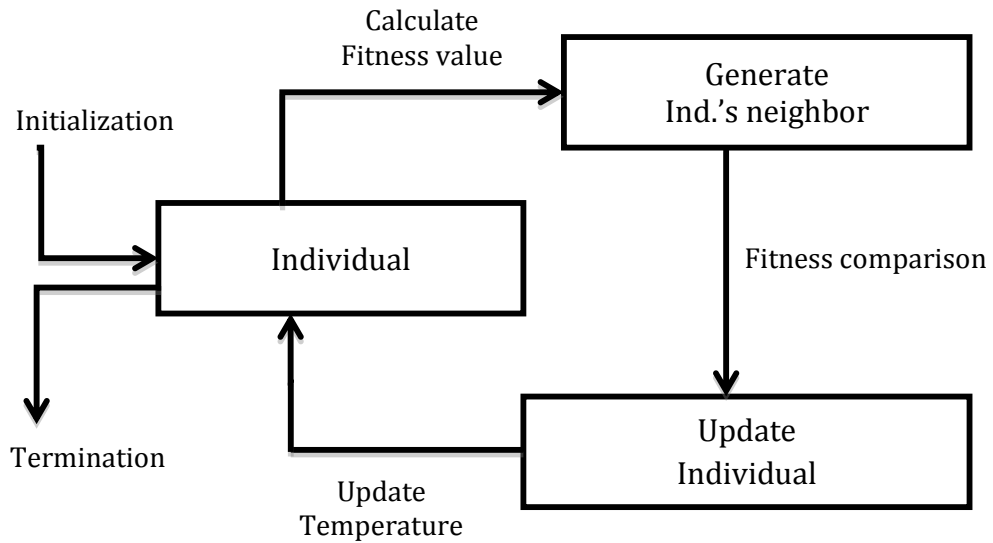 Calculate
Fitness value
Generate
Ind.’s neighbor
Initialization
Individual
Fitness comparison
Termination
Update
Individual
Update
Temperature